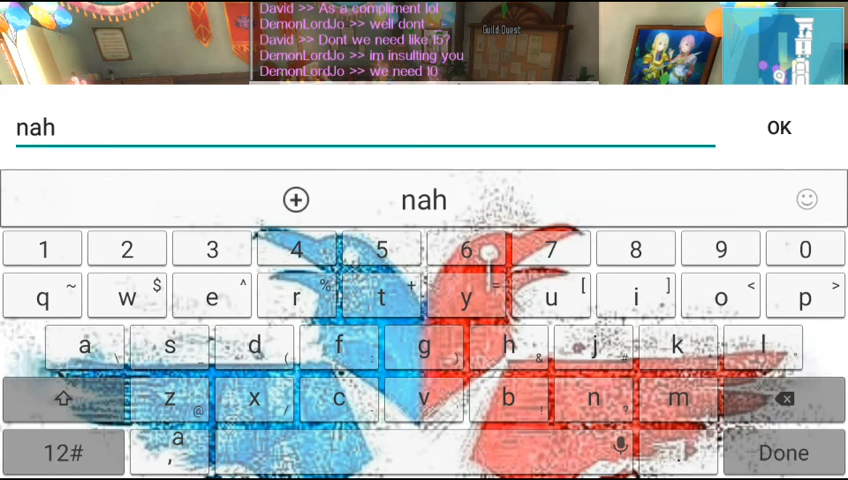 David >> As a compliment lol
DemonLordJo >> well dont
David >> Dont we need like 15?
DemonLordJo >> im insulting you
DemonLordJo >> we need 10
Guild Quest
nah
OK
nah
1 2 3 4 5 6 7 8 9 0
q ~ w $ e ^ r % t + y = u [ i ] o < p >
a \ s _ d ( f : g ) h & j # k l
z @ x / c v b ! n ? m
12# a , . Done